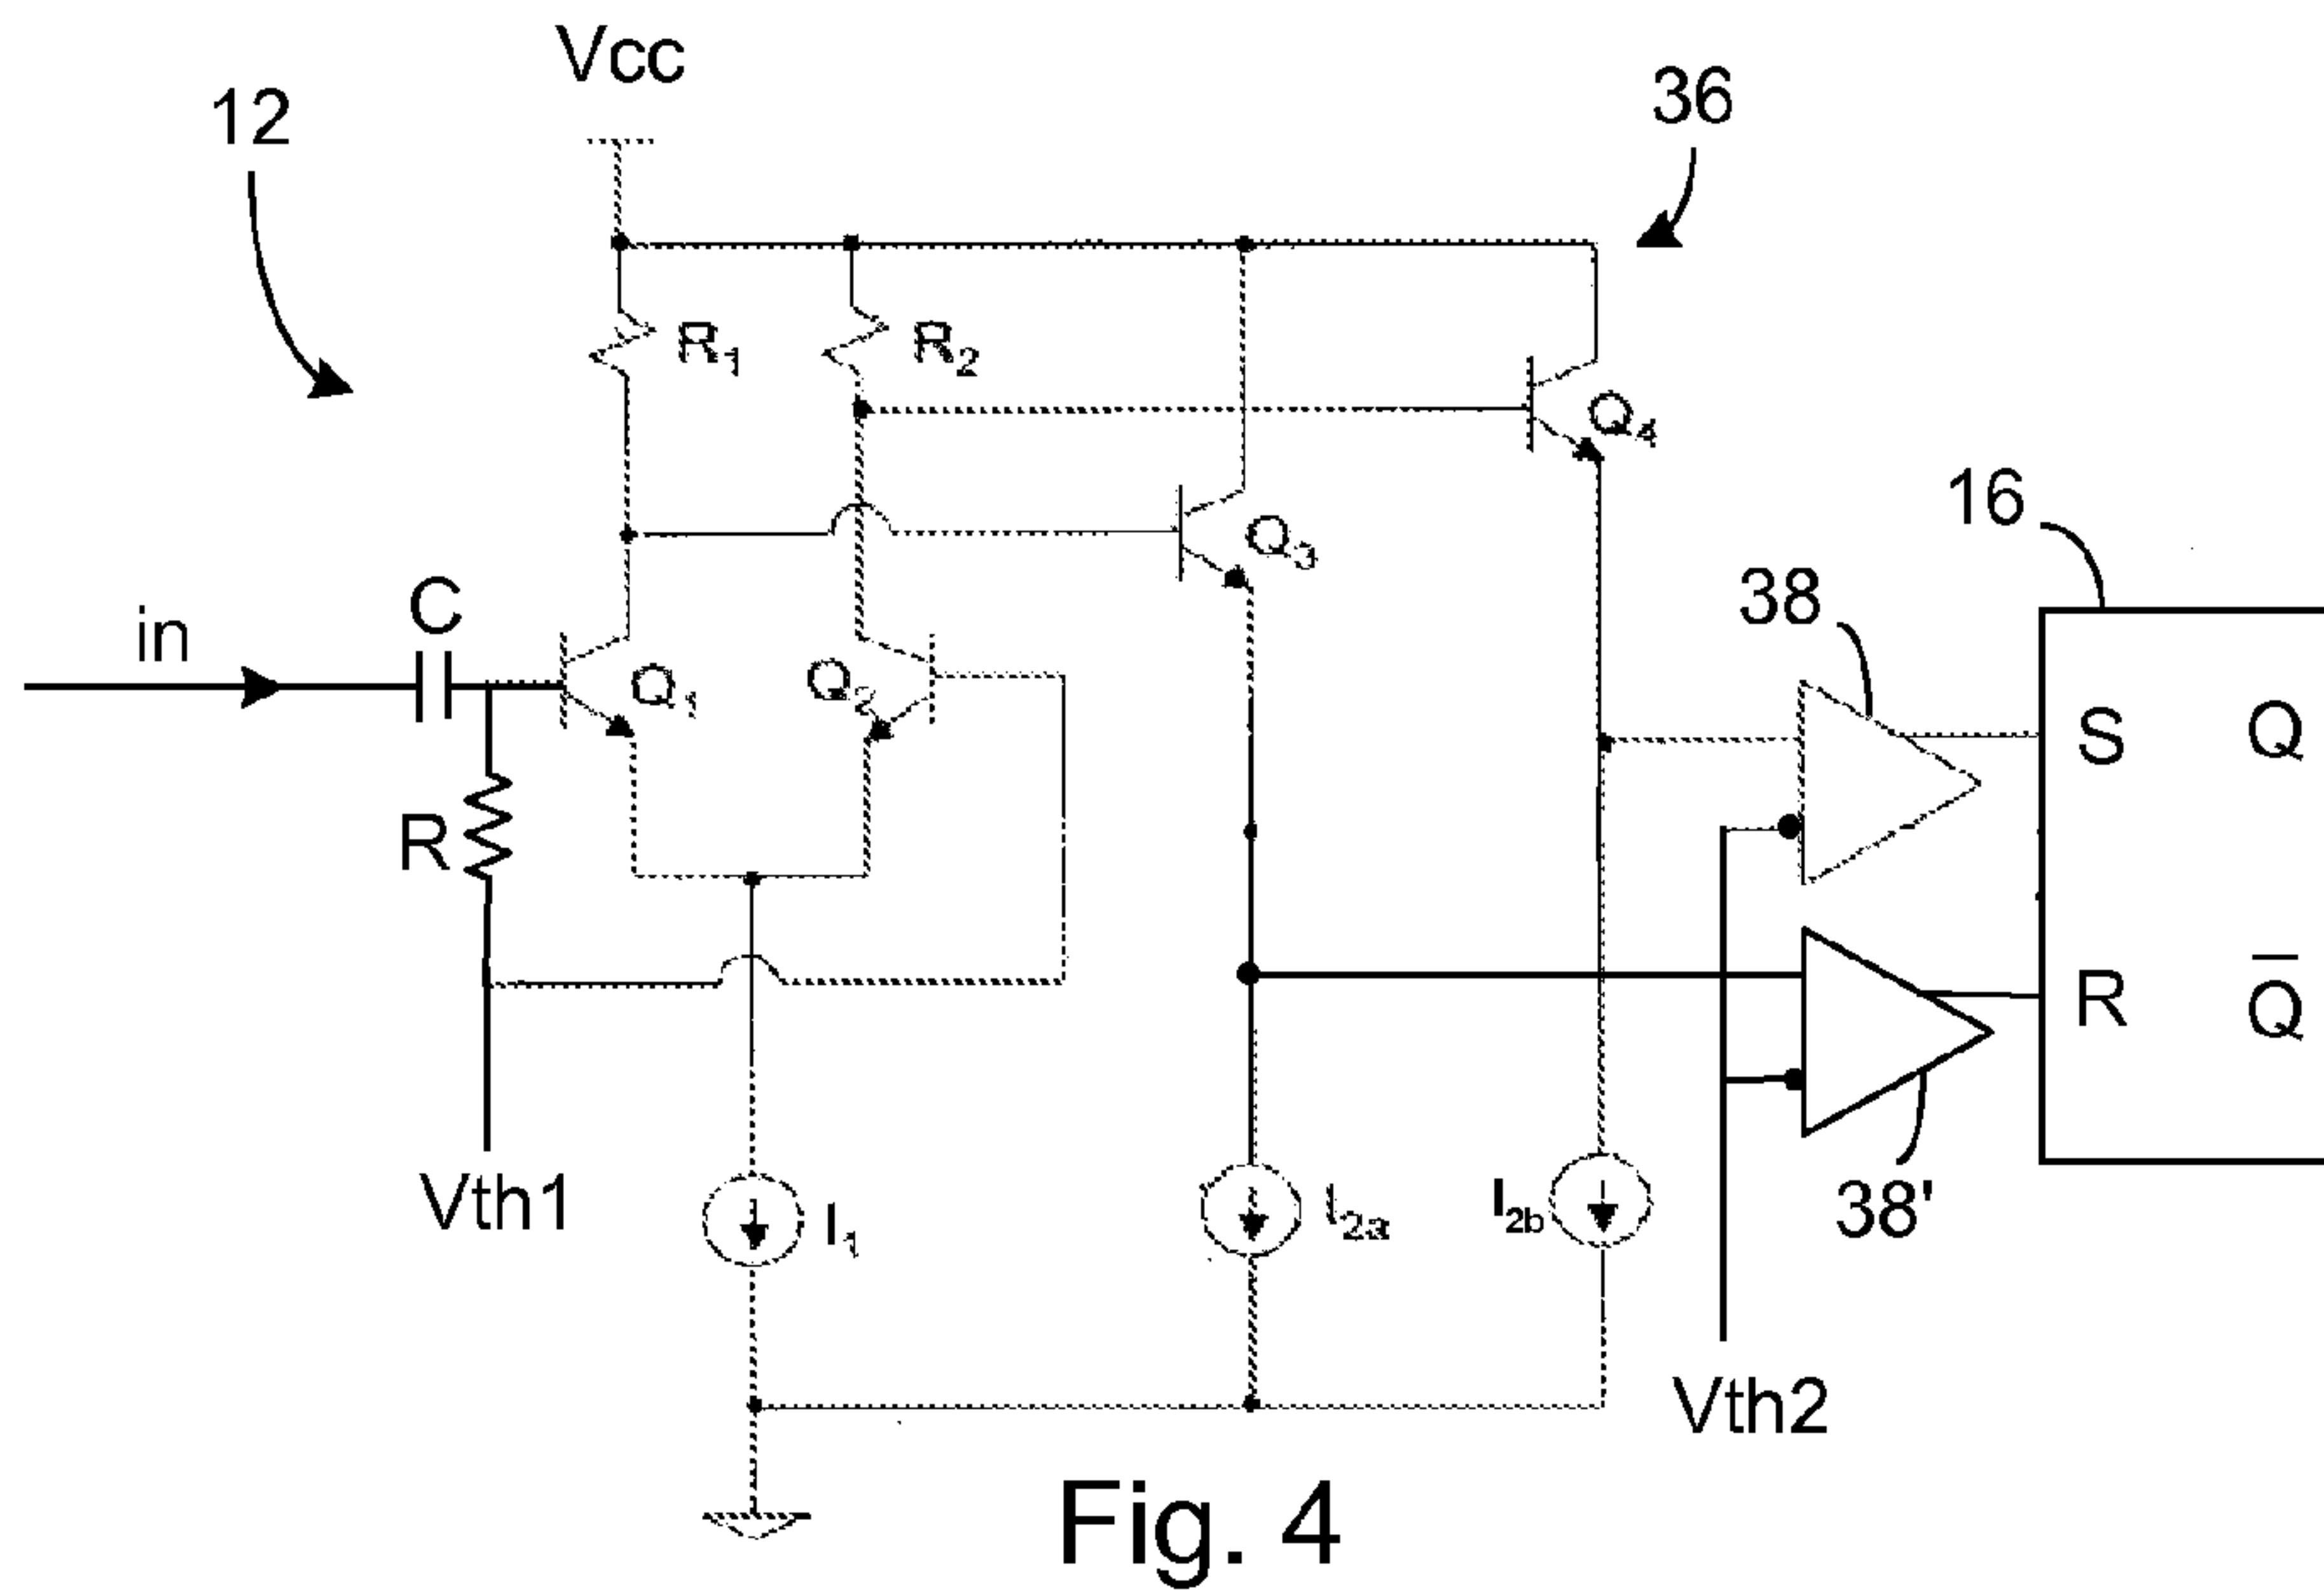 Vcc
12
36
R1
R2
Q4
16
Q3
38
C
in
Q1
Q2
S
Q
R
R
Q̅
Vth1
I1
I2a
I2b
38'
Vth2
Fig. 4